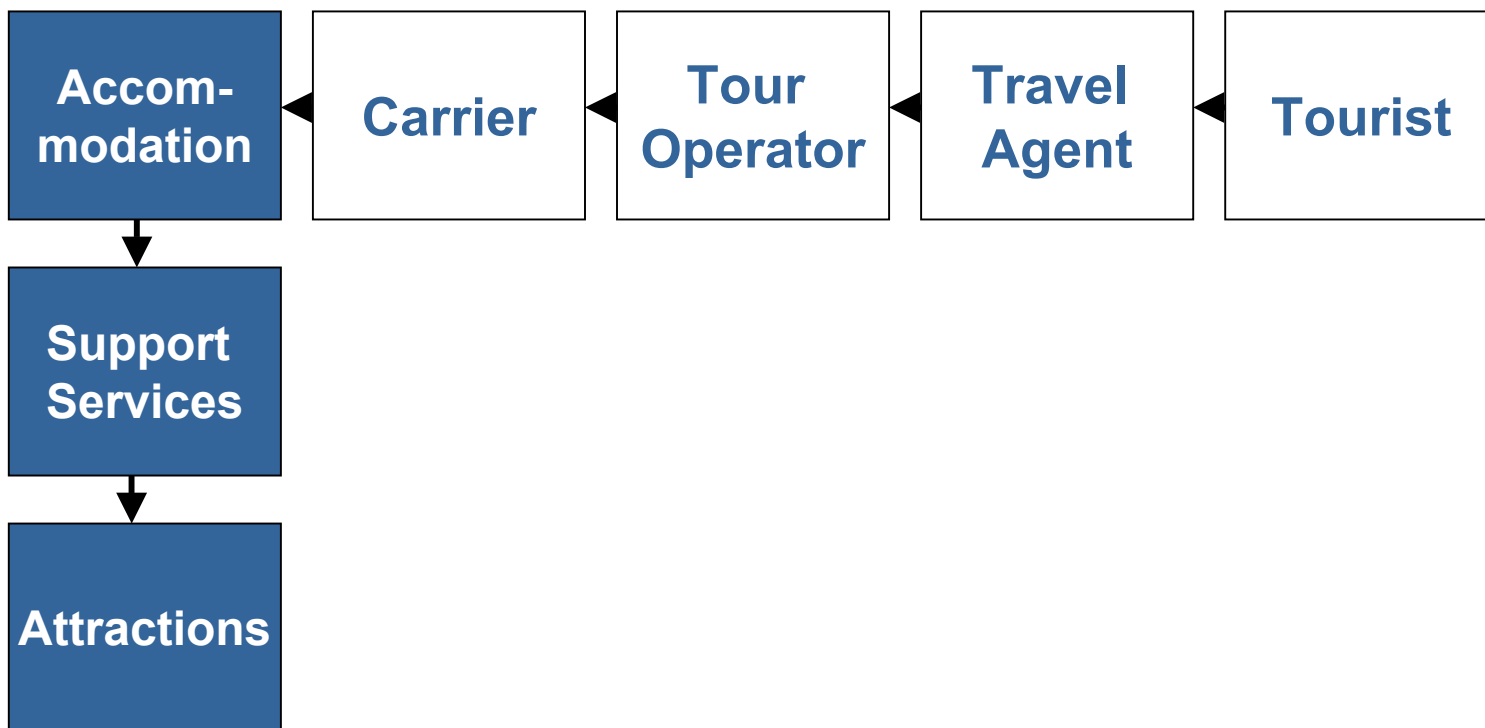 Accom-
modation
Carrier
Tour
Operator
Travel
Agent
Tourist
Support
Services
Attractions